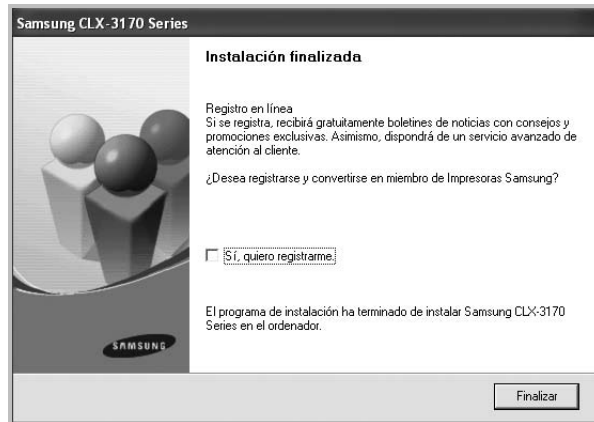 Samsung CLX-3170 Series
Instalación finalizada
Registro en línea
Si se registra, recibirá gratuitamente boletines de noticias con consejos y
promociones exclusivas. Asimismo, dispondrá de un servicio avanzado de
atención al cliente.
¿Desea registrarse y convertirse en miembro de Impresoras Samsung?
Sí, quiero registrarme.
El programa de instalación ha terminado de instalar Samsung CLX-3170
Series en el ordenador.
SAMSUNG
Finalizar